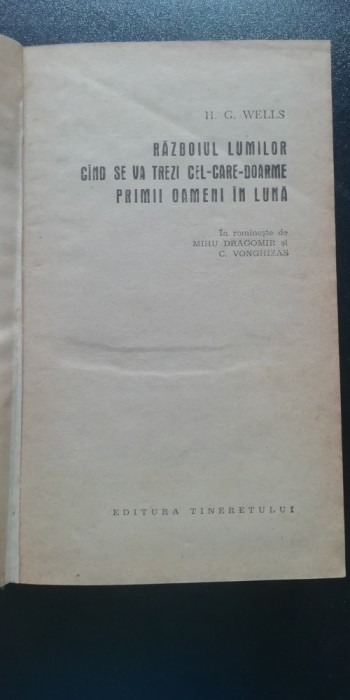 H. G. WELLS
RĂZBOIUL LUMILOR
CÎND SE VA TREZI CEL-CARE-DOARME
PRIMII OAMENI ÎN LUNĂ
În romînește de
MIHU DRAGOMIR și
C. VONGHIZAS
EDITURA TINERETULUI